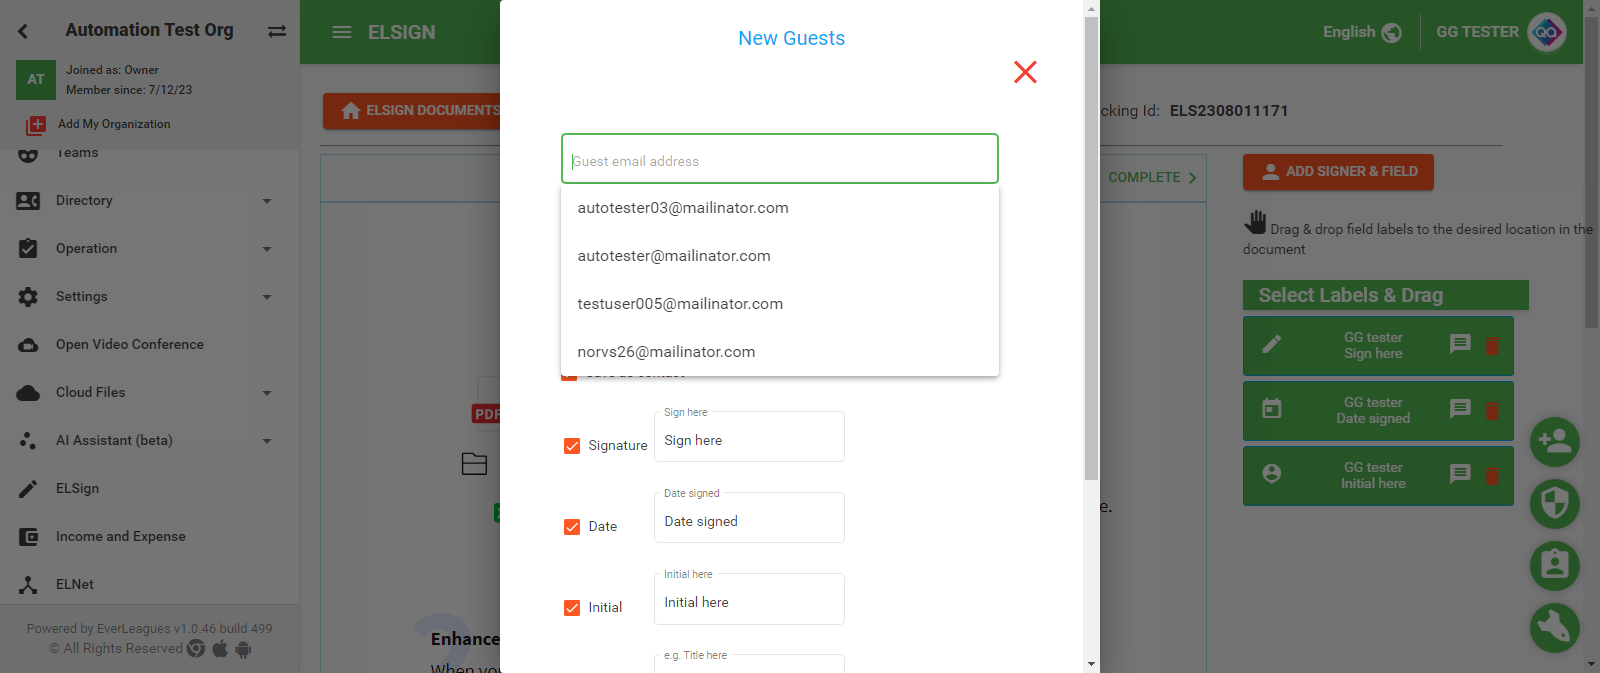 Automation Test Org
AT
Joined as: Owner
Member since: 7/12/23
Add My Organization
Teams
Directory
Operation
Settings
Open Video Conference
Cloud Files
AI Assistant (beta)
ELSign
Income and Expense
ELNet
Powered by EverLeagues v1.0.46 build 499
© All Rights Reserved
ELSIGN
English
GG TESTER
QA
ELSIGN DOCUMENTS
cking Id: ELS2308011171
COMPLETE
PDF
Enhance
When you
e.
New Guests
Guest email address
autotester03@mailinator.com
autotester@mailinator.com
testuser005@mailinator.com
norvs26@mailinator.com
Save as contact
Signature
Sign here
Sign here
Date
Date signed
Date signed
Initial
Initial here
Initial here
e.g. Title here
ADD SIGNER & FIELD
Drag & drop field labels to the desired location in the
document
Select Labels & Drag
GG tester
Sign here
GG tester
Date signed
GG tester
Initial here